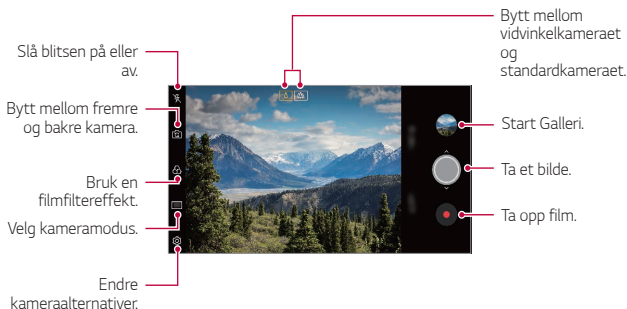 Bytt mellom
vidvinkelkameraet
og
standardkameraet.
Slå blitsen på eller
av.
Bytt mellom fremre
og bakre kamera.
Bruk en
filmfiltereffekt.
Velg kameramodus.
Endre
kameraalternativer.
Start Galleri.
Ta et bilde.
Ta opp film.